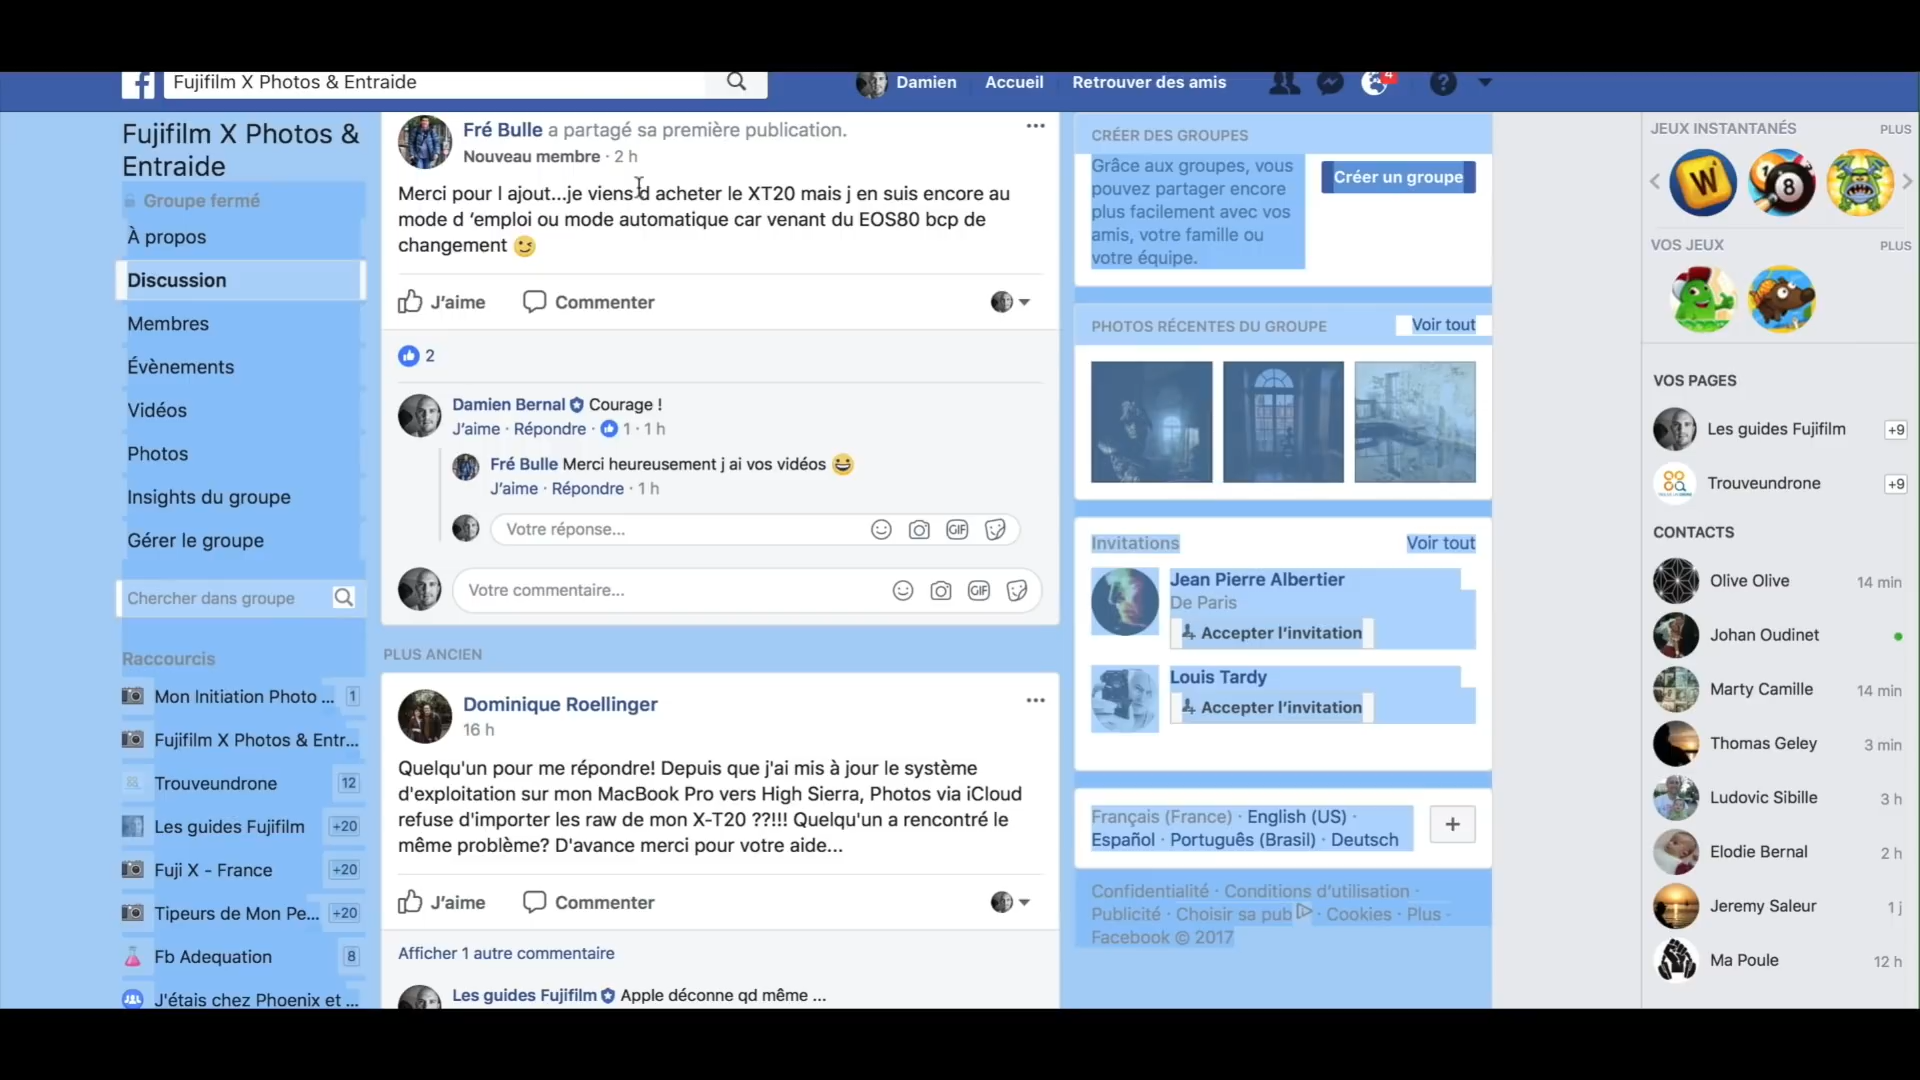 Fujifilm X Photos & Entraide
Damien
Accueil
Retrouver des amis
4
Fujifilm X Photos &
Entraide
Groupe fermé
À propos
Discussion
Membres
Évènements
Vidéos
Photos
Insights du groupe
Gérer le groupe
Chercher dans groupe
Raccourcis
Mon Initiation Photo ... 1
Fujifilm X Photos & Entr...
Trouveundrone 12
Les guides Fujifilm +20
Fuji X - France +20
Tipeurs de Mon Pe... +20
Fb Adequation 8
J'étais chez Phoenix et ...
Fré Bulle a partagé sa première publication.
Nouveau membre · 2 h
Merci pour l ajout...je viens d acheter le XT20 mais j en suis encore au
mode d ‘emploi ou mode automatique car venant du EOS80 bcp de
changement 😉
J’aime Commenter
2
Damien Bernal Courage !
J’aime · Répondre · 1 · 1 h
Fré Bulle Merci heureusement j ai vos vidéos 😀
J’aime · Répondre · 1 h
Votre réponse...
GIF
Votre commentaire...
GIF
PLUS ANCIEN
Dominique Roellinger
16 h
Quelqu'un pour me répondre! Depuis que j'ai mis à jour le système
d'exploitation sur mon MacBook Pro vers High Sierra, Photos via iCloud
refuse d'importer les raw de mon X-T20 ??!!! Quelqu'un a rencontré le
même problème? D'avance merci pour votre aide...
J’aime Commenter
Afficher 1 autre commentaire
Les guides Fujifilm Apple déconne qd même ...
CRÉER DES GROUPES
Grâce aux groupes, vous
pouvez partager encore
plus facilement avec vos
amis, votre famille ou
votre équipe.
Créer un groupe
PHOTOS RÉCENTES DU GROUPE
Voir tout
Invitations
Voir tout
Jean Pierre Albertier
De Paris
Accepter l’invitation
Louis Tardy
Accepter l’invitation
Français (France) · English (US) ·
Español · Português (Brasil) · Deutsch
+
Confidentialité · Conditions d’utilisation ·
Publicité · Choisir sa pub · Cookies · Plus ·
Facebook © 2017
JEUX INSTANTANÉS PLUS
W
8
VOS JEUX PLUS
VOS PAGES
Les guides Fujifilm +9
Trouveundrone +9
CONTACTS
Olive Olive 14 min
Johan Oudinet
Marty Camille 14 min
Thomas Geley 3 min
Ludovic Sibille 3 h
Elodie Bernal 2 h
Jeremy Saleur 1 j
Ma Poule 12 h